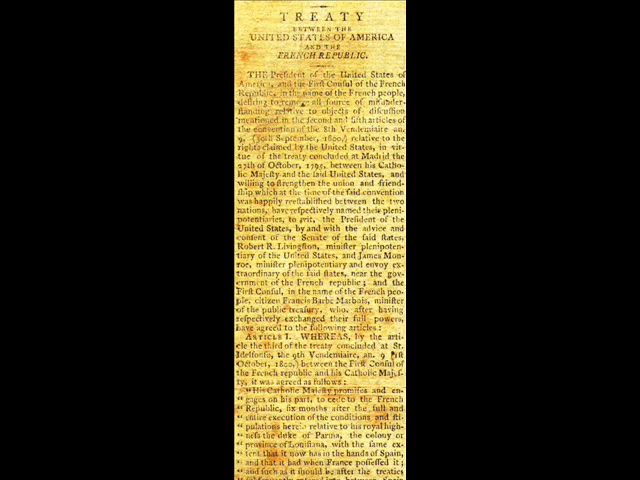 TREATY
BETWEEN THE
UNITED STATES OF AMERICA
AND THE
FRENCH REPUBLIC.
THE President of the United States of
America, and the First Consul of the French
Republic, in the name of the French people,
desiring to remove all source of misunder-
standing relative to objects of discussion
mentioned in the second and fifth articles of
the convention of the 8th Vendemiaire an.
9, (30th September, 1800,) relative to the
rights claimed by the United States, in vir-
tue of the treaty concluded at Madrid the
27th of October, 1795, between his Catho-
lic Majesty and the said United States, and
willing to strengthen the union and friend-
ship which at the time of the said convention
was happily reestablished between the two
nations, have respectively named their pleni-
potentiaries, to wit, the President of the
United States, by and with the advice and
consent of the Senate of the said states,
Robert R. Livingston, minister plenipoten-
tiary of the United States, and James Mon-
roe, minister plenipotentiary and envoy ex-
traordinary of the said states, near the gov-
ernment of the French republic; and the
First Consul, in the name of the French peo-
ple, citizen Francis Barbe Marbois, minister
of the public treasury, who, after having
respectively exchanged their full powers,
have agreed to the following articles:
ARTICLE I. WHEREAS, by the arti-
cle the third of the treaty concluded at St.
Idelfonso, the 9th Vendemiaire, an. 9 1st
October, 1800,) between the First Consul of
the French republic and his Catholic Majes-
ty, it was agreed as follows:
"His Catholic Majesty promises and en-
" gages on his part, to cede to the French
" Republic, six months after the full and
" entire execution of the conditions and sti-
" pulations herein relative to his royal high-
" ness the duke of Parma, the colony or
" province of Louisiana, with the same ex-
" tent that it now has in the hands of Spain,
" and that it had when France possessed it;
" and such as it should be after the treaties
" subsequently entered into between Spain